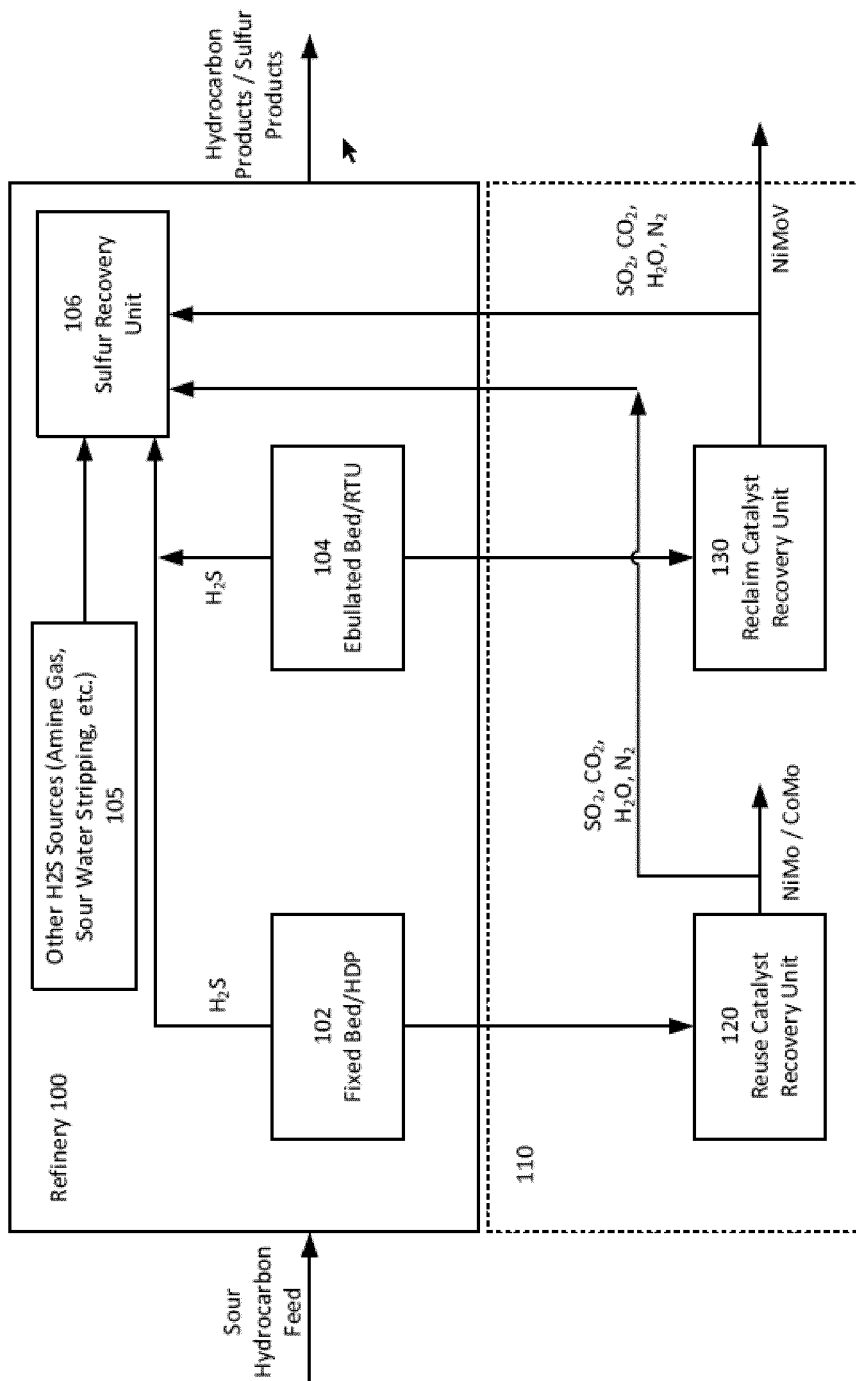 Sour
Hydrocarbon
Feed
Refinery 100
Other H2S Sources (Amine Gas,
Sour Water Stripping, etc.)
105
106
Sulfur Recovery
Unit
Hydrocarbon
Products / Sulfur
Products
H₂S
H₂S
102
Fixed Bed/HDP
104
Ebullated Bed/RTU
110
SO₂, CO₂,
H₂O, N₂
SO₂, CO₂,
H₂O, N₂
120
Reuse Catalyst
Recovery Unit
NiMo / CoMo
130
Reclaim Catalyst
Recovery Unit
NiMoV